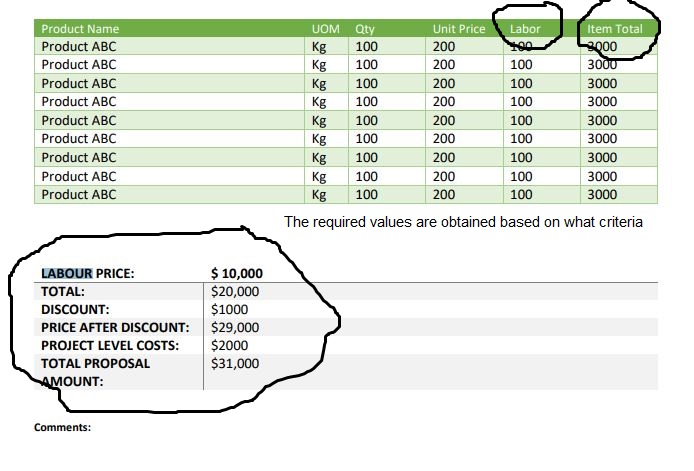 Product Name UOM Qty Unit Price Labor Item Total
Product ABC Kg 100 200 100 3000
Product ABC Kg 100 200 100 3000
Product ABC Kg 100 200 100 3000
Product ABC Kg 100 200 100 3000
Product ABC Kg 100 200 100 3000
Product ABC Kg 100 200 100 3000
Product ABC Kg 100 200 100 3000
Product ABC Kg 100 200 100 3000
Product ABC Kg 100 200 100 3000
The required values are obtained based on what criteria
LABOUR PRICE: $ 10,000
TOTAL: $20,000
DISCOUNT: $1000
PRICE AFTER DISCOUNT: $29,000
PROJECT LEVEL COSTS: $2000
TOTAL PROPOSAL $31,000
AMOUNT:
Comments: